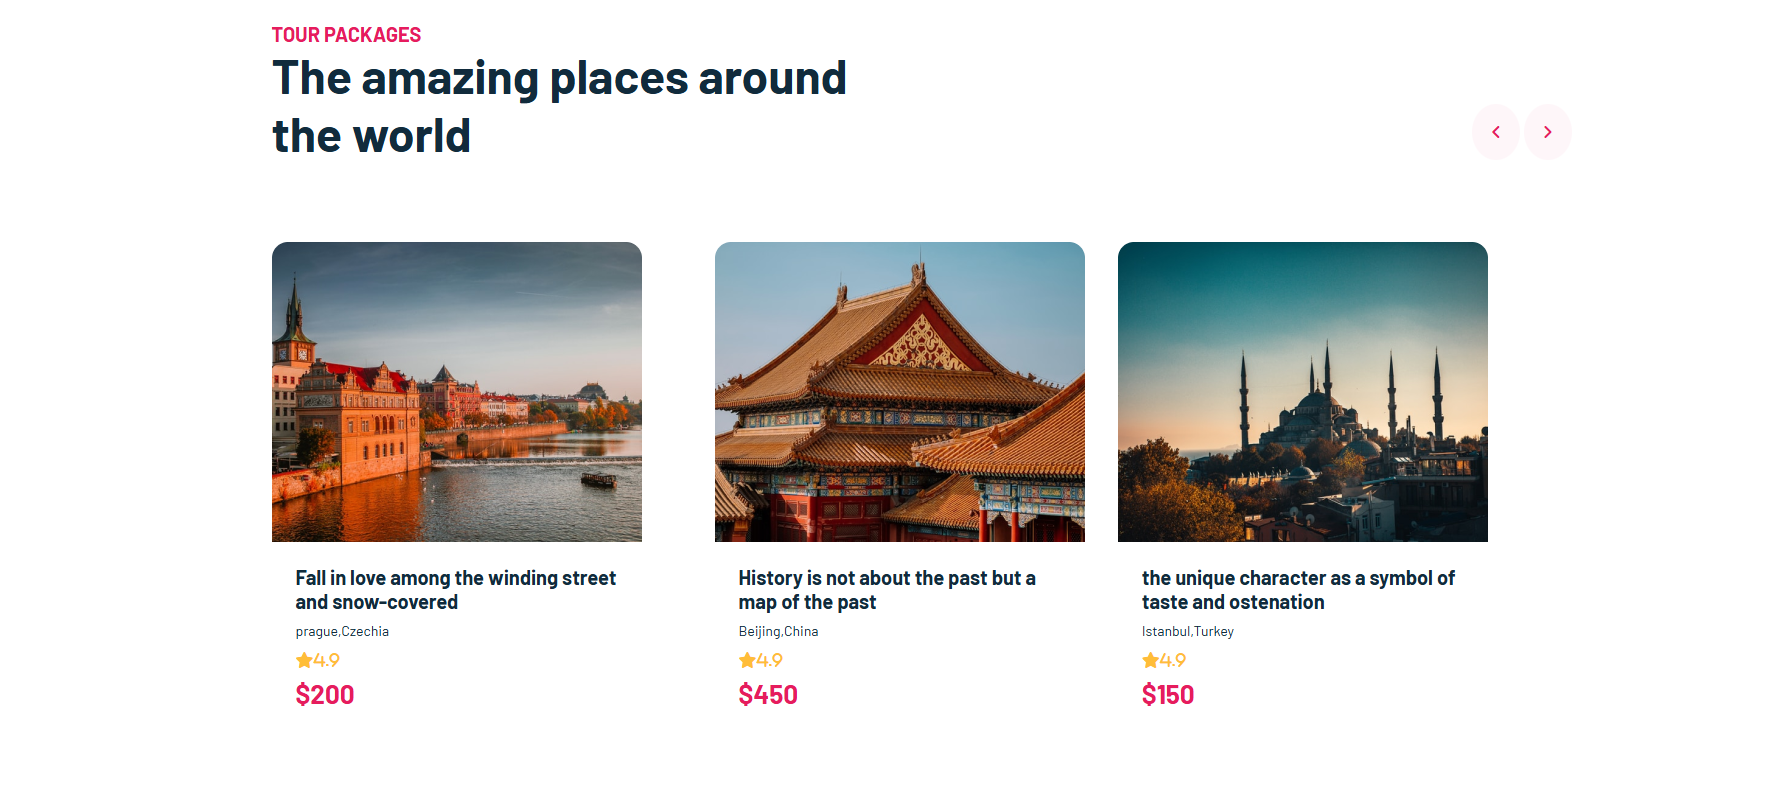 TOUR PACKAGES
The amazing places around
the world
Fall in love among the winding street
and snow-covered
prague,Czechia
4.9
$200
History is not about the past but a
map of the past
Beijing,China
4.9
$450
the unique character as a symbol of
taste and ostenation
Istanbul,Turkey
4.9
$150